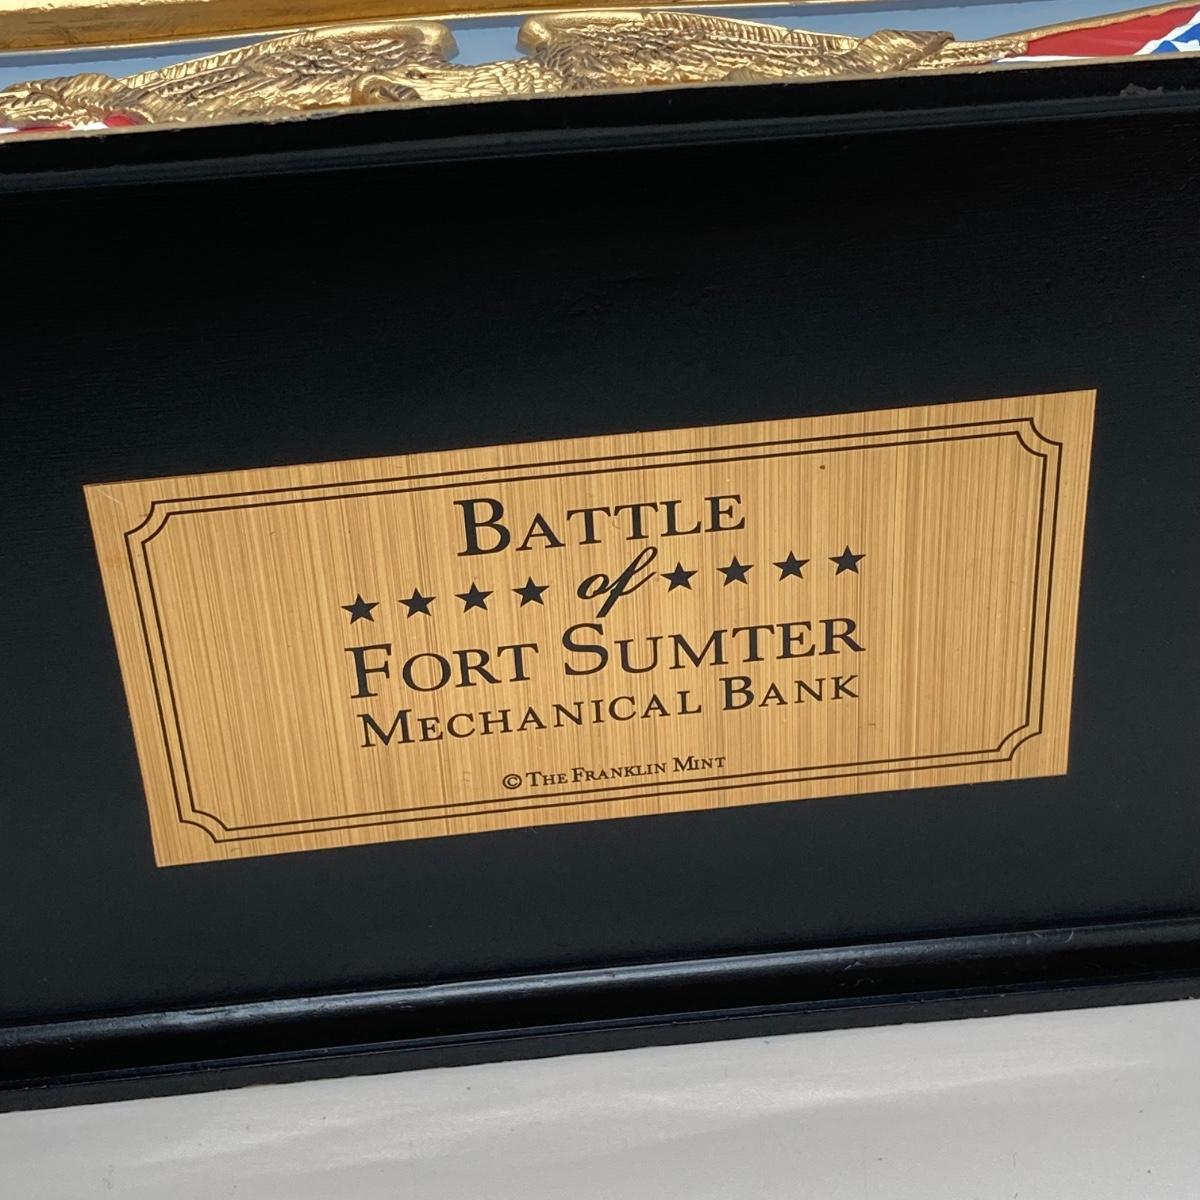 BATTLE
★★★★ of ★★★★
FORT SUMTER
MECHANICAL BANK
© THE FRANKLIN MINT